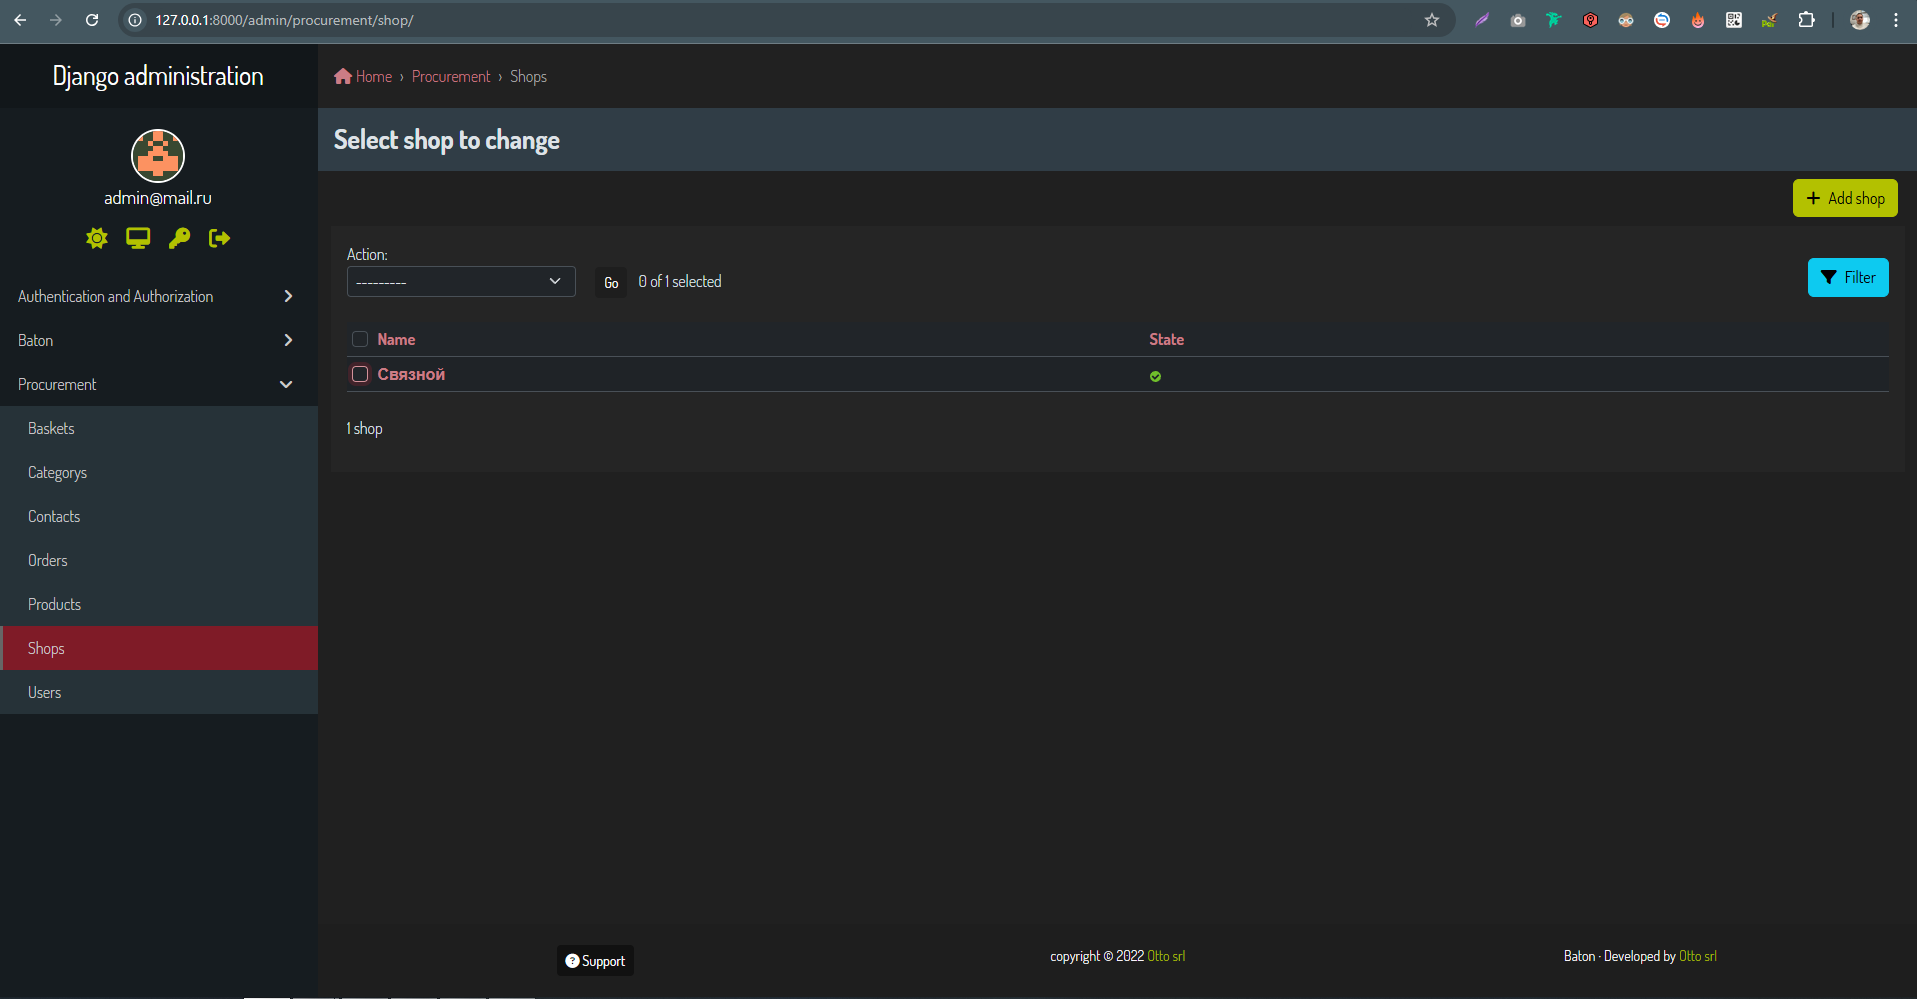 127.0.0.1:8000/admin/procurement/shop/
Django administration
Home › Procurement › Shops
Select shop to change
admin@mail.ru
Add shop
Authentication and Authorization
Baton
Procurement
Baskets
Categorys
Contacts
Orders
Products
Shops
Users
Action:
---------
Go
0 of 1 selected
Filter
Name State
Связной
1 shop
Support
copyright © 2022 Otto srl
Baton · Developed by Otto srl